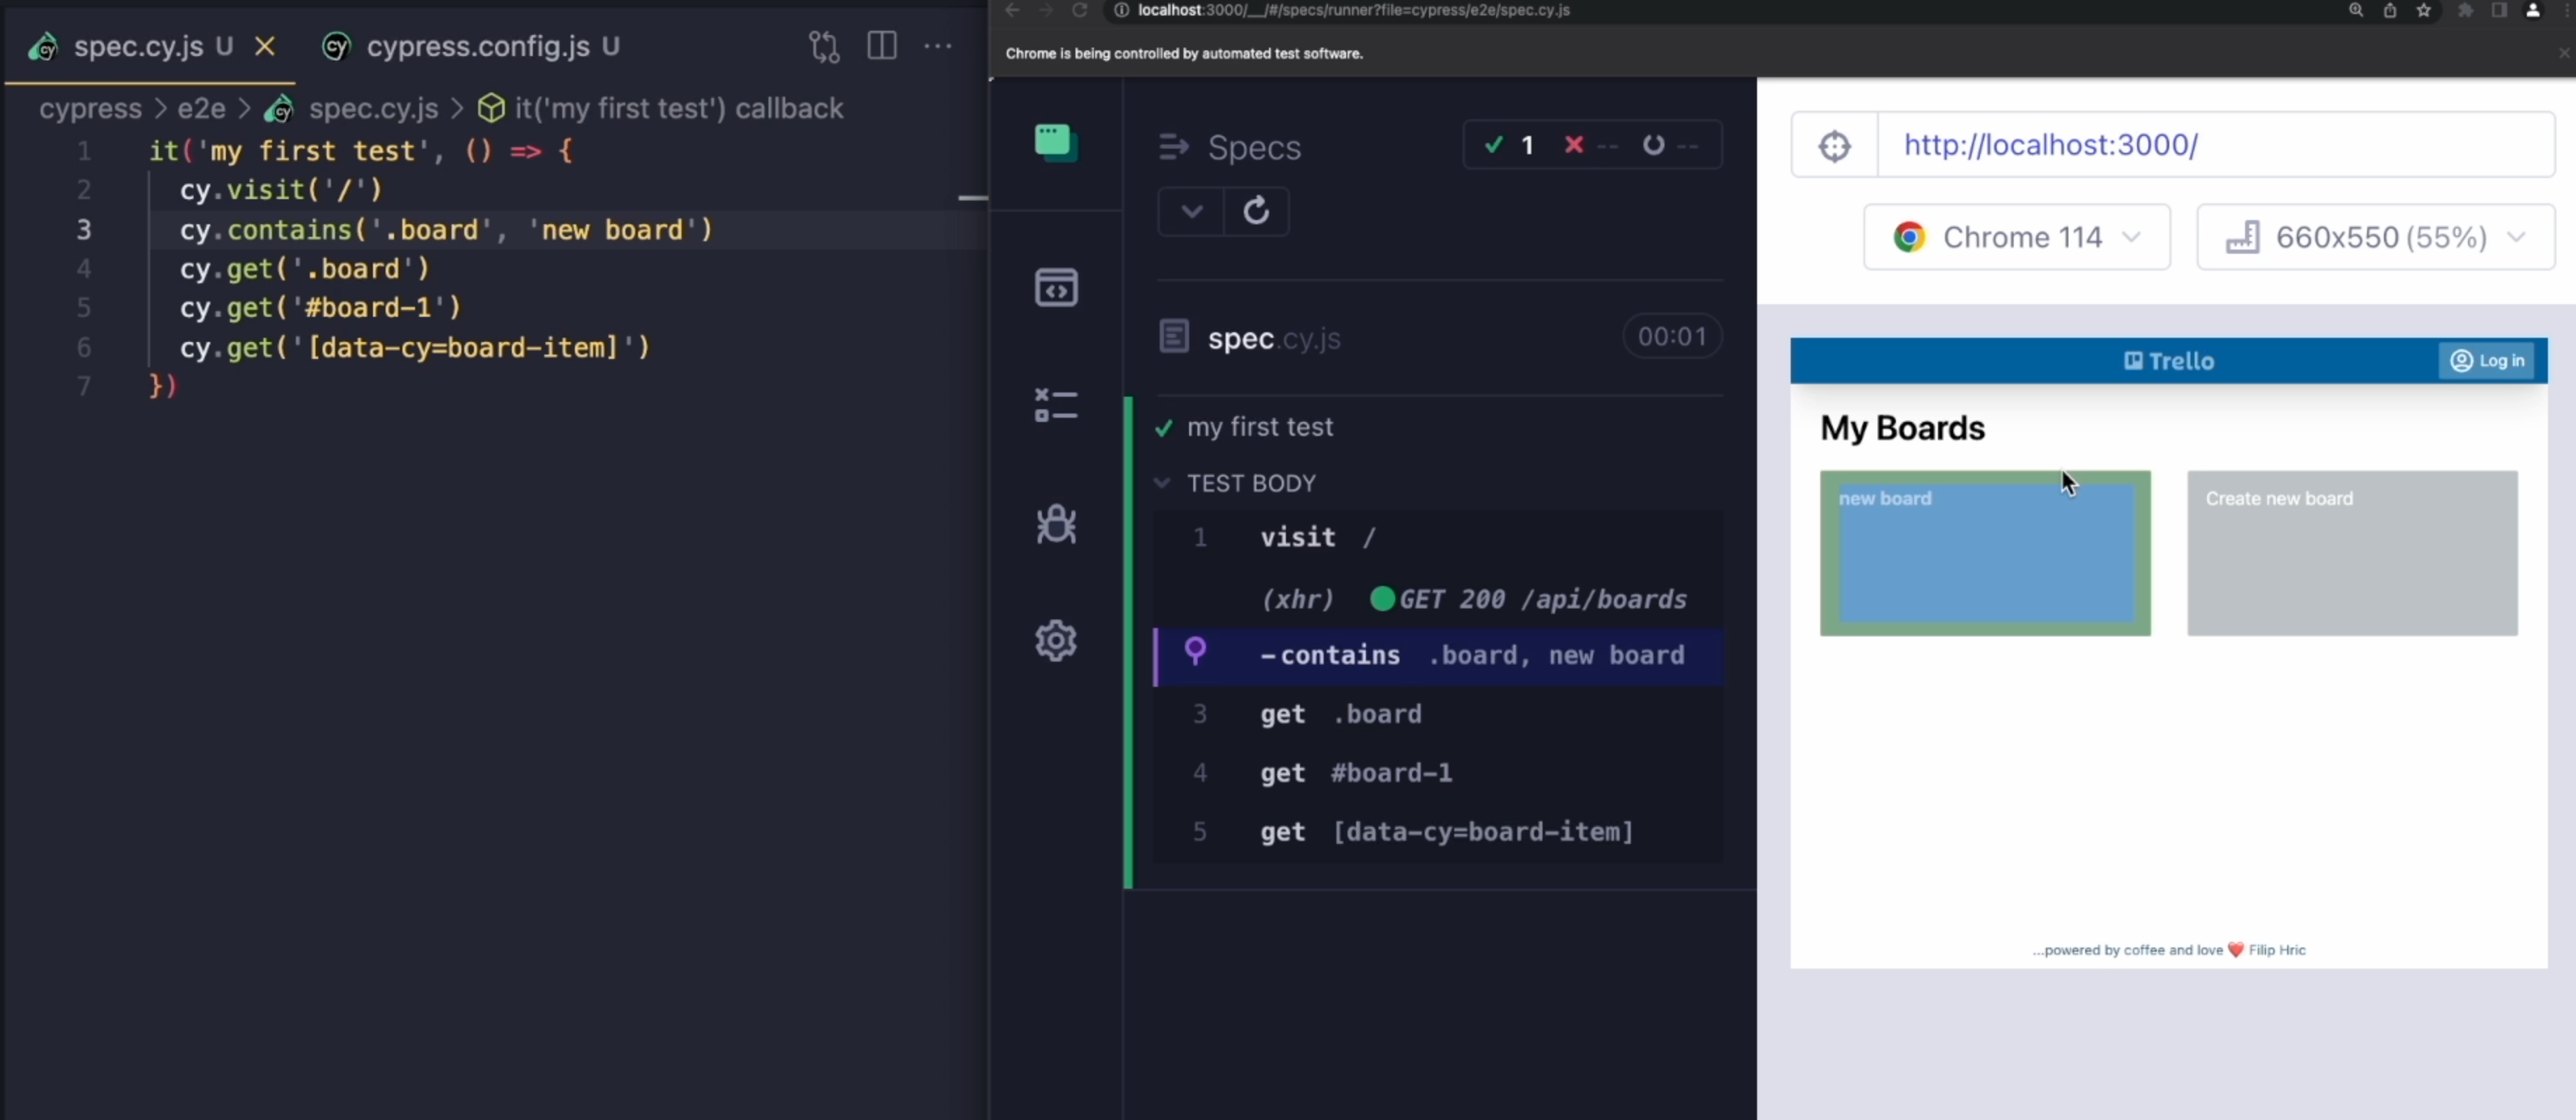 spec.cy.js U
cypress.config.js U
cypress > e2e > spec.cy.js > it('my first test') callback
1 it('my first test', () => {
2 cy.visit('/')
3 cy.contains('.board', 'new board')
4 cy.get('.board')
5 cy.get('#board-1')
6 cy.get('[data-cy=board-item]')
7 })
localhost:3000/__/#/specs/runner?file=cypress/e2e/spec.cy.js
Chrome is being controlled by automated test software.
Specs
1 -- --
spec.cy.js 00:01
my first test
TEST BODY
1 visit /
(xhr) GET 200 /api/boards
-contains .board, new board
3 get .board
4 get #board-1
5 get [data-cy=board-item]
http://localhost:3000/
Chrome 114
660x550 (55%)
Trello
Log in
My Boards
new board
Create new board
...powered by coffee and love ❤️ Filip Hric